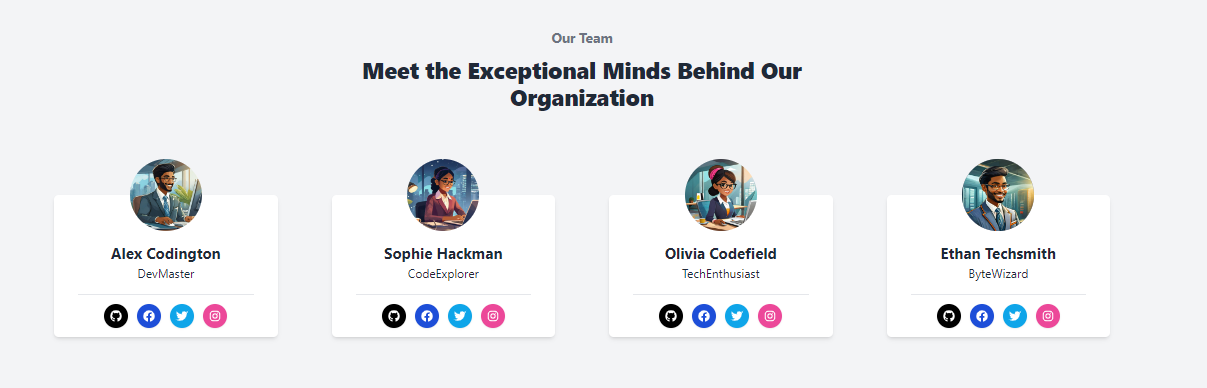 Our Team
Meet the Exceptional Minds Behind Our
Organization
Alex Codington
DevMaster
Sophie Hackman
CodeExplorer
Olivia Codefield
TechEnthusiast
Ethan Techsmith
ByteWizard